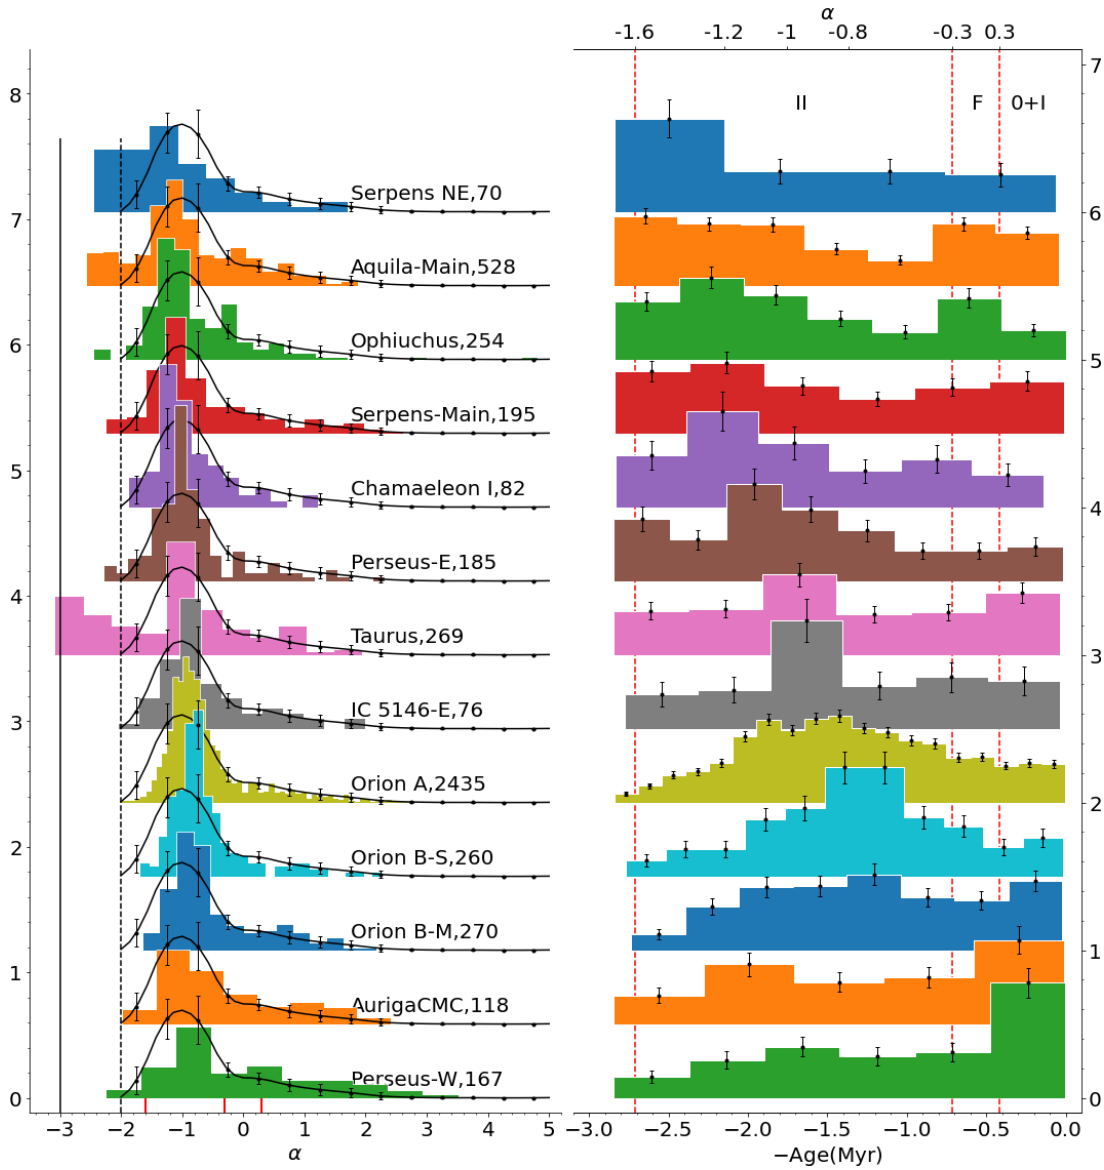 α
-1.6 -1.2 -1 -0.8 -0.3 0.3
8
7
6
5
4
3
2
1
0
Serpens NE,70
Aquila-Main,528
Ophiuchus,254
Serpens-Main,195
Chamaeleon I,82
Perseus-E,185
Taurus,269
IC 5146-E,76
Orion A,2435
Orion B-S,260
Orion B-M,270
AurigaCMC,118
Perseus-W,167
−3 −2 −1 0 1 2 3 4 5
α
II F 0+I
7
6
5
4
3
2
1
0
−3.0 −2.5 −2.0 −1.5 −1.0 −0.5 0.0
−Age(Myr)